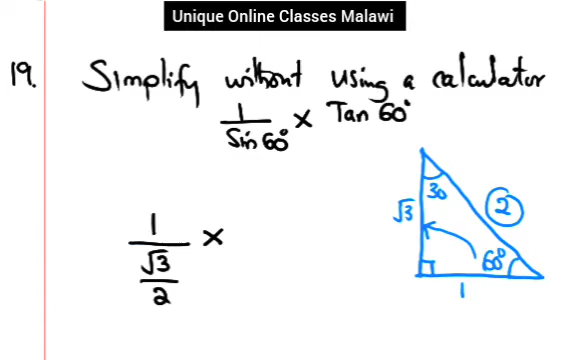 Unique Online Classes Malawi
19. Simplify without using a calculator
1/Sin 60° × Tan 60°
30
√3
2
1/(√3/2) ×
60°
1